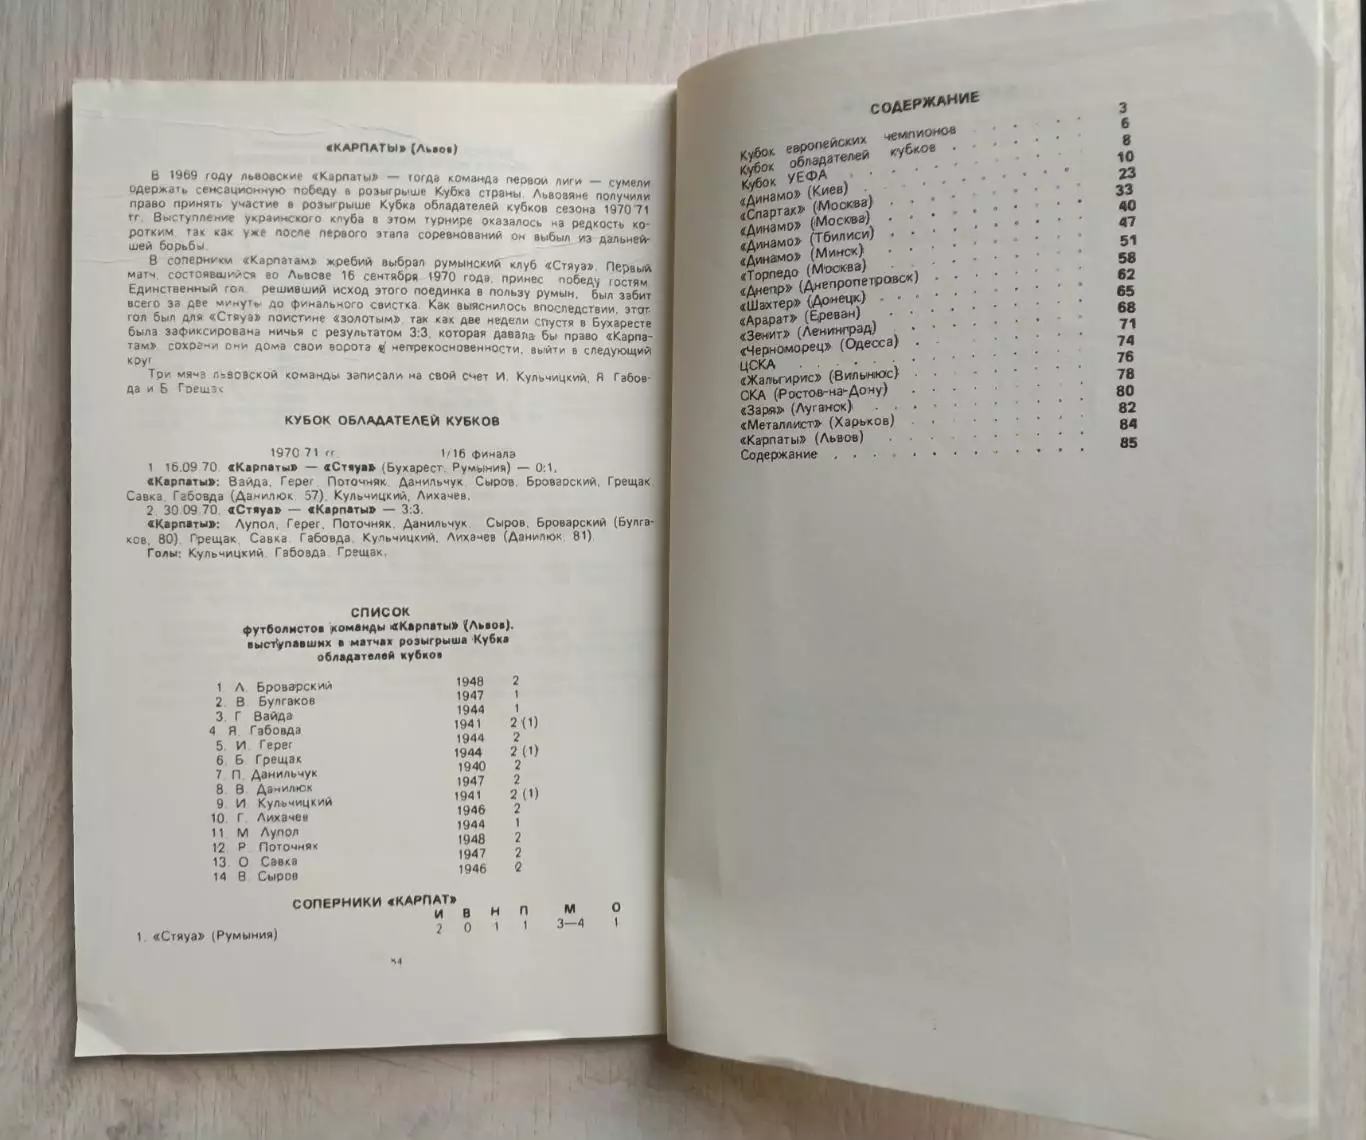 «КАРПАТЫ» (Львов)
В 1969 году львовские «Карпаты» — тогда команда первой лиги — сумели
одержать сенсационную победу в розыгрыше Кубка страны. Львовяне получили
право принять участие в розыгрыше Кубка обладателей кубков сезона 1970 71
гг. Выступление украинского клуба в этом турнире оказалось на редкость ко-
ротким, так как уже после первого этапа соревнований он выбыл из дальней-
шей борьбы.
В соперники «Карпатам» жребий выбрал румынский клуб «Стяуа». Первый
матч, состоявшийся во Львове 16 сентября 1970 года, принес победу гостям.
Единственный гол, решивший исход этого поединка в пользу румын, был забит
всего за две минуты до финального свистка. Как выяснилось впоследствии, этот
гол был для «Стяуа» поистине «золотым», так как две недели спустя в Бухаресте
была зафиксирована ничья с результатом 3:3, которая давала бы право «Карпа-
там», сохрани они дома свои ворота в непрекосновенности, выйти в следующий
круг
Три мяча львовской команды записали на свой счет И. Кульчицкий, Я Габов-
да и Б Грещак
КУБОК ОБЛАДАТЕЛЕЙ КУБКОВ
1970 71 гг. 1/16 финала
1 16.09 70. «Карпаты» — «Стяуа» (Бухарест, Румыния) — 0:1.
«Карпаты»: Вайда, Герег, Поточняк, Данильчук, Сыров, Броварский, Грещак,
Савка, Габовда (Данилюк, 57), Кульчицкий, Лихачев.
2. 30.09 70. «Стяуа» — «Карпаты» — 3:3.
«Карпаты»: Лупол, Герег, Поточняк, Данильчук, Сыров, Броварский (Булга-
ков, 80), Грещак, Савка, Габовда, Кульчицкий, Лихачев (Данилюк, 81)
Голы: Кульчицкий, Габовда, Грещак.
СПИСОК
футболистов команды «Карпаты» (Львов),
выступавших в матчах розыгрыша Кубка
обладателей кубков
1 Л. Броварский 1948 2
2. В. Булгаков 1947 1
3. Г Вайда 1944 1
4 Я. Габовда 1941 2 (1)
5. И. Герег 1944 2
6. Б Грещак 1944 2 (1)
7. П. Данильчук 1940 2
8. В. Данилюк 1947 2
9. И Кульчицкий 1941 2 (1)
10. Г. Лихачев 1946 2
11 М Лупол 1944 1
12 Р. Поточняк 1948 2
13. О Савка 1947 2
14 В. Сыров 1946 2
СОПЕРНИКИ «КАРПАТ»
И В Н П М О
1. «Стяуа» (Румыния) 2 0 1 1 3—4 1
84
СОДЕРЖАНИЕ
Кубок европейских чемпионов 3
Кубок обладателей кубков 6
Кубок УЕФА 8
«Динамо» (Киев) 10
«Спартак» (Москва) 23
«Динамо» (Москва) 33
«Динамо» (Тбилиси) 40
«Динамо» (Минск) 47
«Торпедо (Москва) 51
«Днепр» (Днепропетровск) 58
«Шахтер» (Донецк) 62
«Арарат» (Ереван) 65
«Зенит» (Ленинград) 68
«Черноморец» (Одесса) 71
ЦСКА 74
«Жальгирис» (Вильнюс) 76
СКА (Ростов-на-Дону) 78
«Заря» (Луганск) 80
«Металлист» (Харьков) 82
«Карпаты» (Львов) 84
Содержание 85